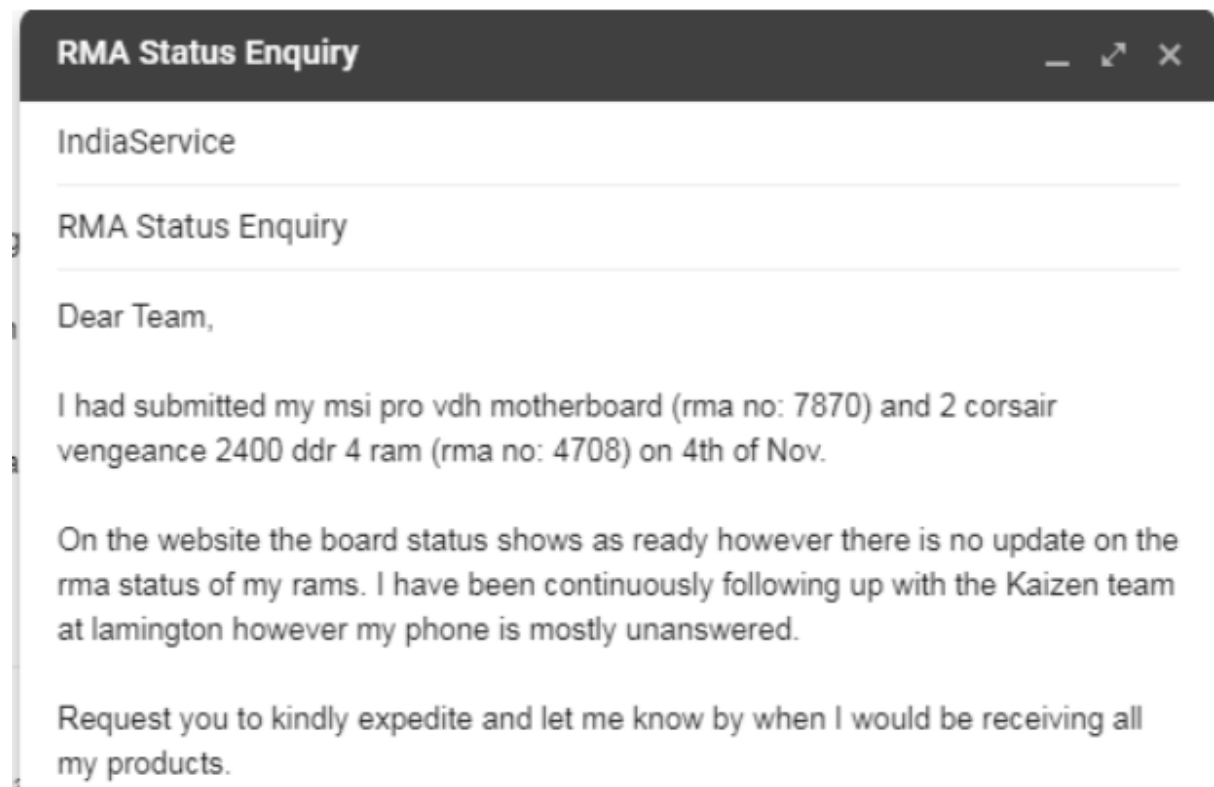 RMA Status Enquiry
IndiaService
RMA Status Enquiry
Dear Team,
I had submitted my msi pro vdh motherboard (rma no: 7870) and 2 corsair
vengeance 2400 ddr 4 ram (rma no: 4708) on 4th of Nov.
On the website the board status shows as ready however there is no update on the
rma status of my rams. I have been continuously following up with the Kaizen team
at lamington however my phone is mostly unanswered.
Request you to kindly expedite and let me know by when I would be receiving all
my products.